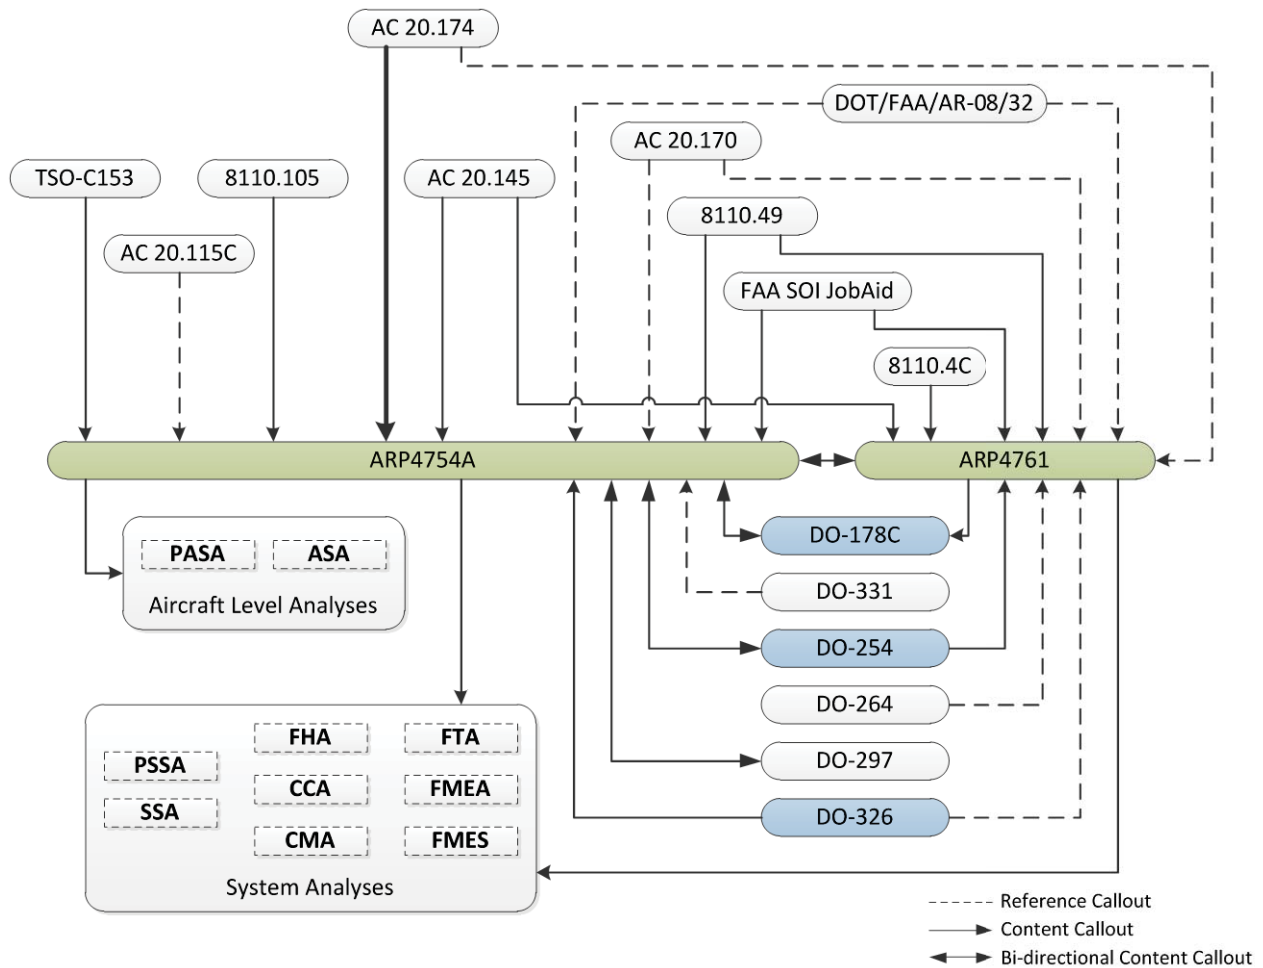 AC 20.174
DOT/FAA/AR-08/32
AC 20.170
TSO-C153
8110.105
AC 20.145
8110.49
AC 20.115C
FAA SOI JobAid
8110.4C
ARP4754A
ARP4761
PASA
ASA
Aircraft Level Analyses
DO-178C
DO-331
DO-254
DO-264
DO-297
DO-326
FHA
FTA
PSSA
CCA
FMEA
SSA
CMA
FMES
System Analyses
Reference Callout
Content Callout
Bi-directional Content Callout